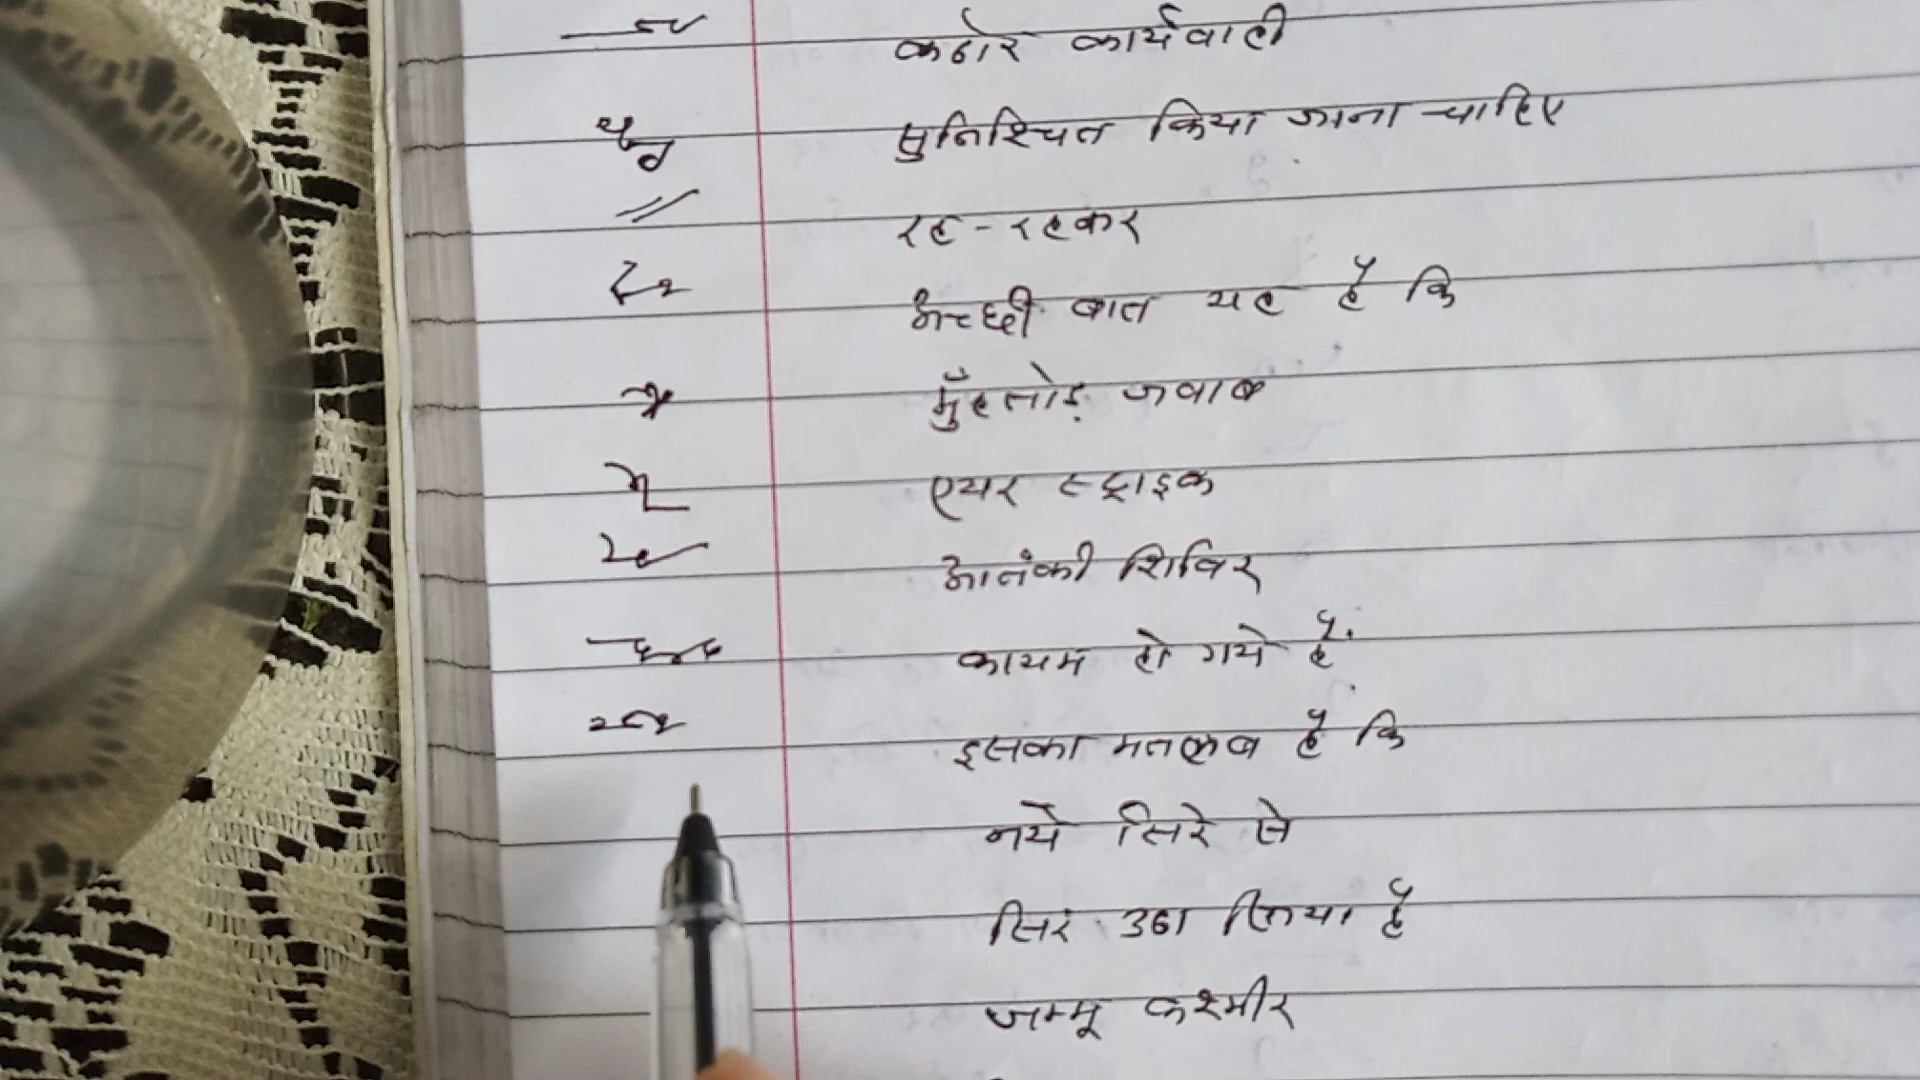 कठोर कार्यवाही
सुनिश्चित किया जाना चाहिए
रह-रहकर
अच्छी बात यह है कि
मुँहतोड़ जवाब
एयर स्ट्राइक
आतंकी शिविर
कायम हो गये हैं
इसका मतलब है कि
नये सिरे से
सिर उठा लिया है
जम्मू कश्मीर